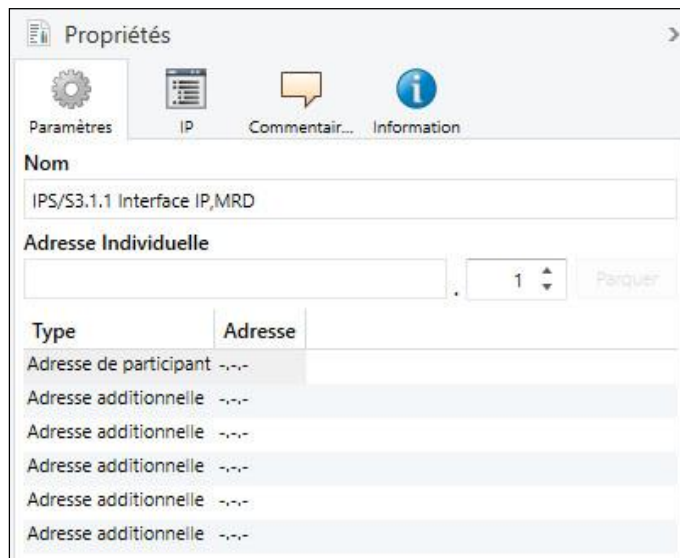 Propriétés
Paramètres IP Commentair... Information
Nom
IPS/S3.1.1 Interface IP,MRD
Adresse Individuelle
. 1 Parquer
Type Adresse
Adresse de participant -.-.-
Adresse additionnelle -.-.-
Adresse additionnelle -.-.-
Adresse additionnelle -.-.-
Adresse additionnelle -.-.-
Adresse additionnelle -.-.-